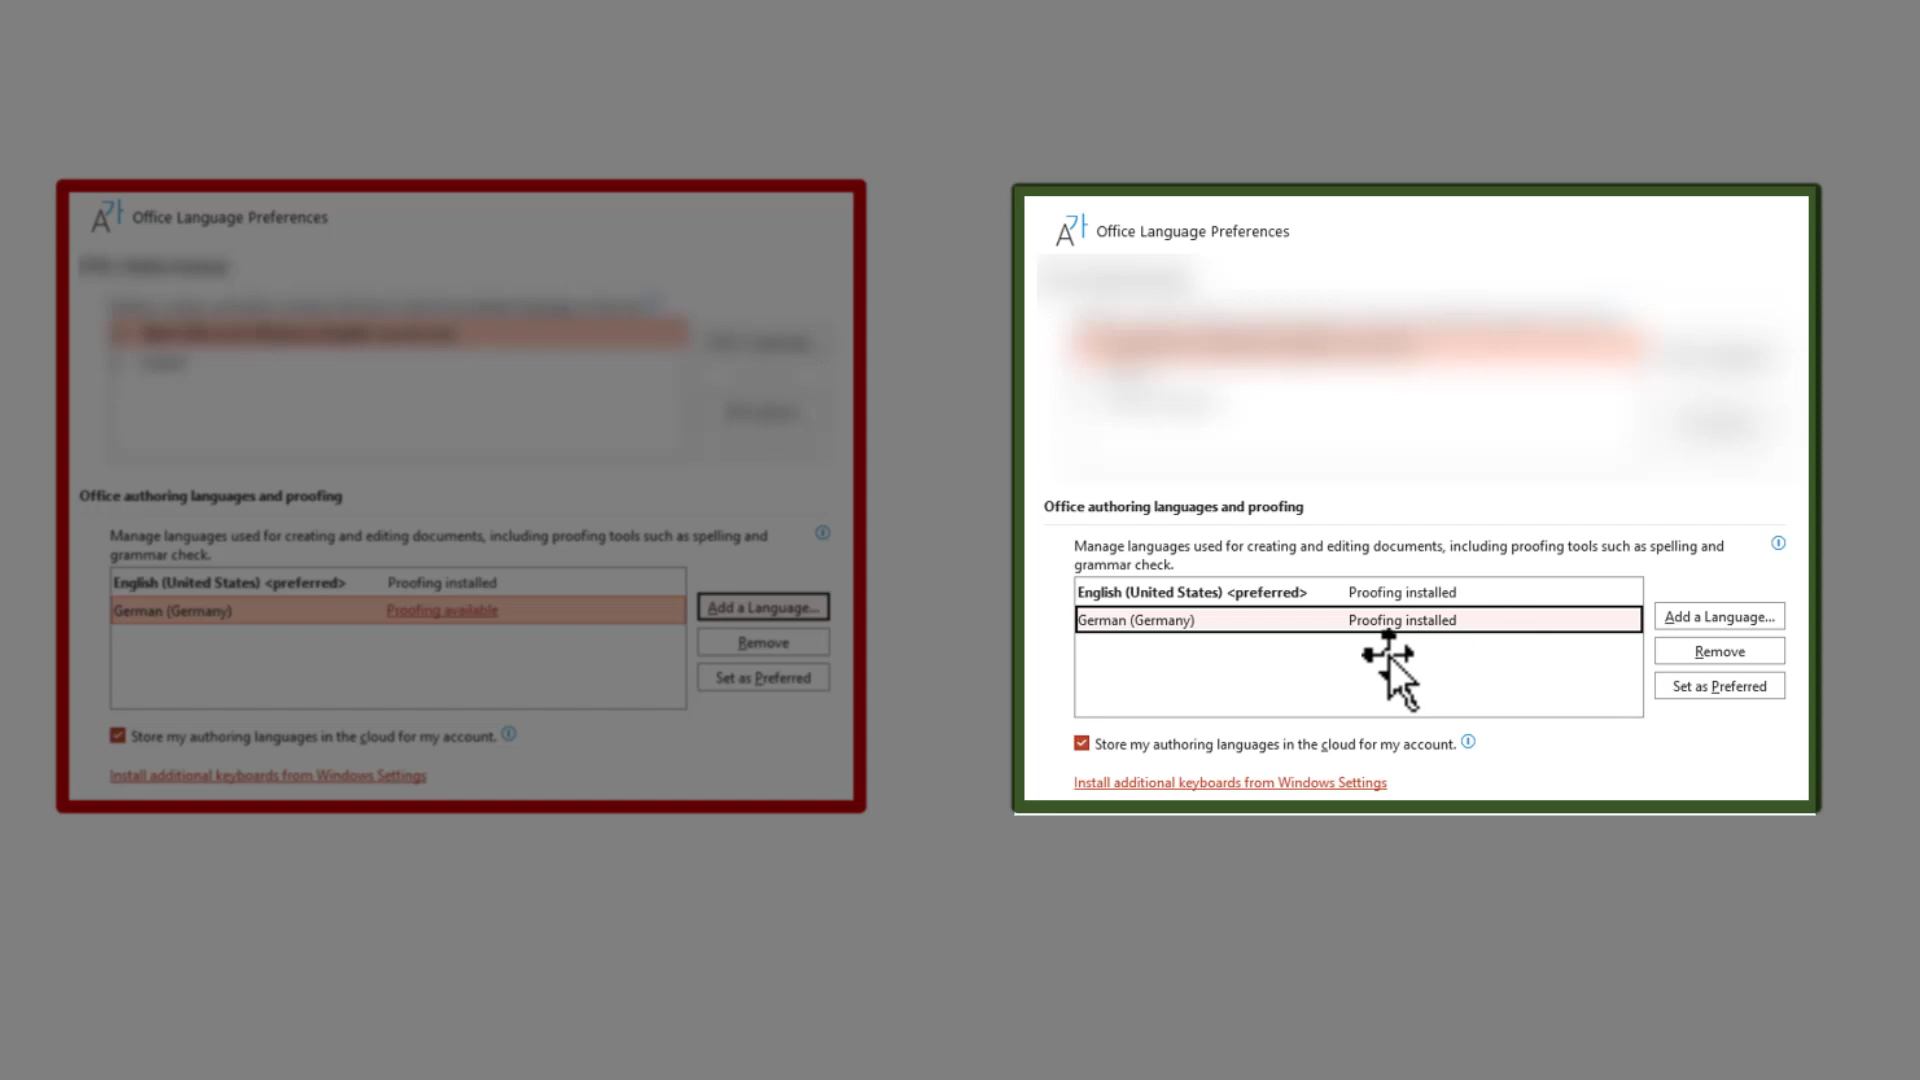 Office Language Preferences
Office authoring languages and proofing
Manage languages used for creating and editing documents, including proofing tools such as spelling and
grammar check.
English (United States) <preferred> Proofing installed
German (Germany) Proofing available
Add a Language...
Remove
Set as Preferred
Store my authoring languages in the cloud for my account.
Install additional keyboards from Windows Settings
Office Language Preferences
Office authoring languages and proofing
Manage languages used for creating and editing documents, including proofing tools such as spelling and
grammar check.
English (United States) <preferred> Proofing installed
German (Germany) Proofing installed
Add a Language...
Remove
Set as Preferred
Store my authoring languages in the cloud for my account.
Install additional keyboards from Windows Settings